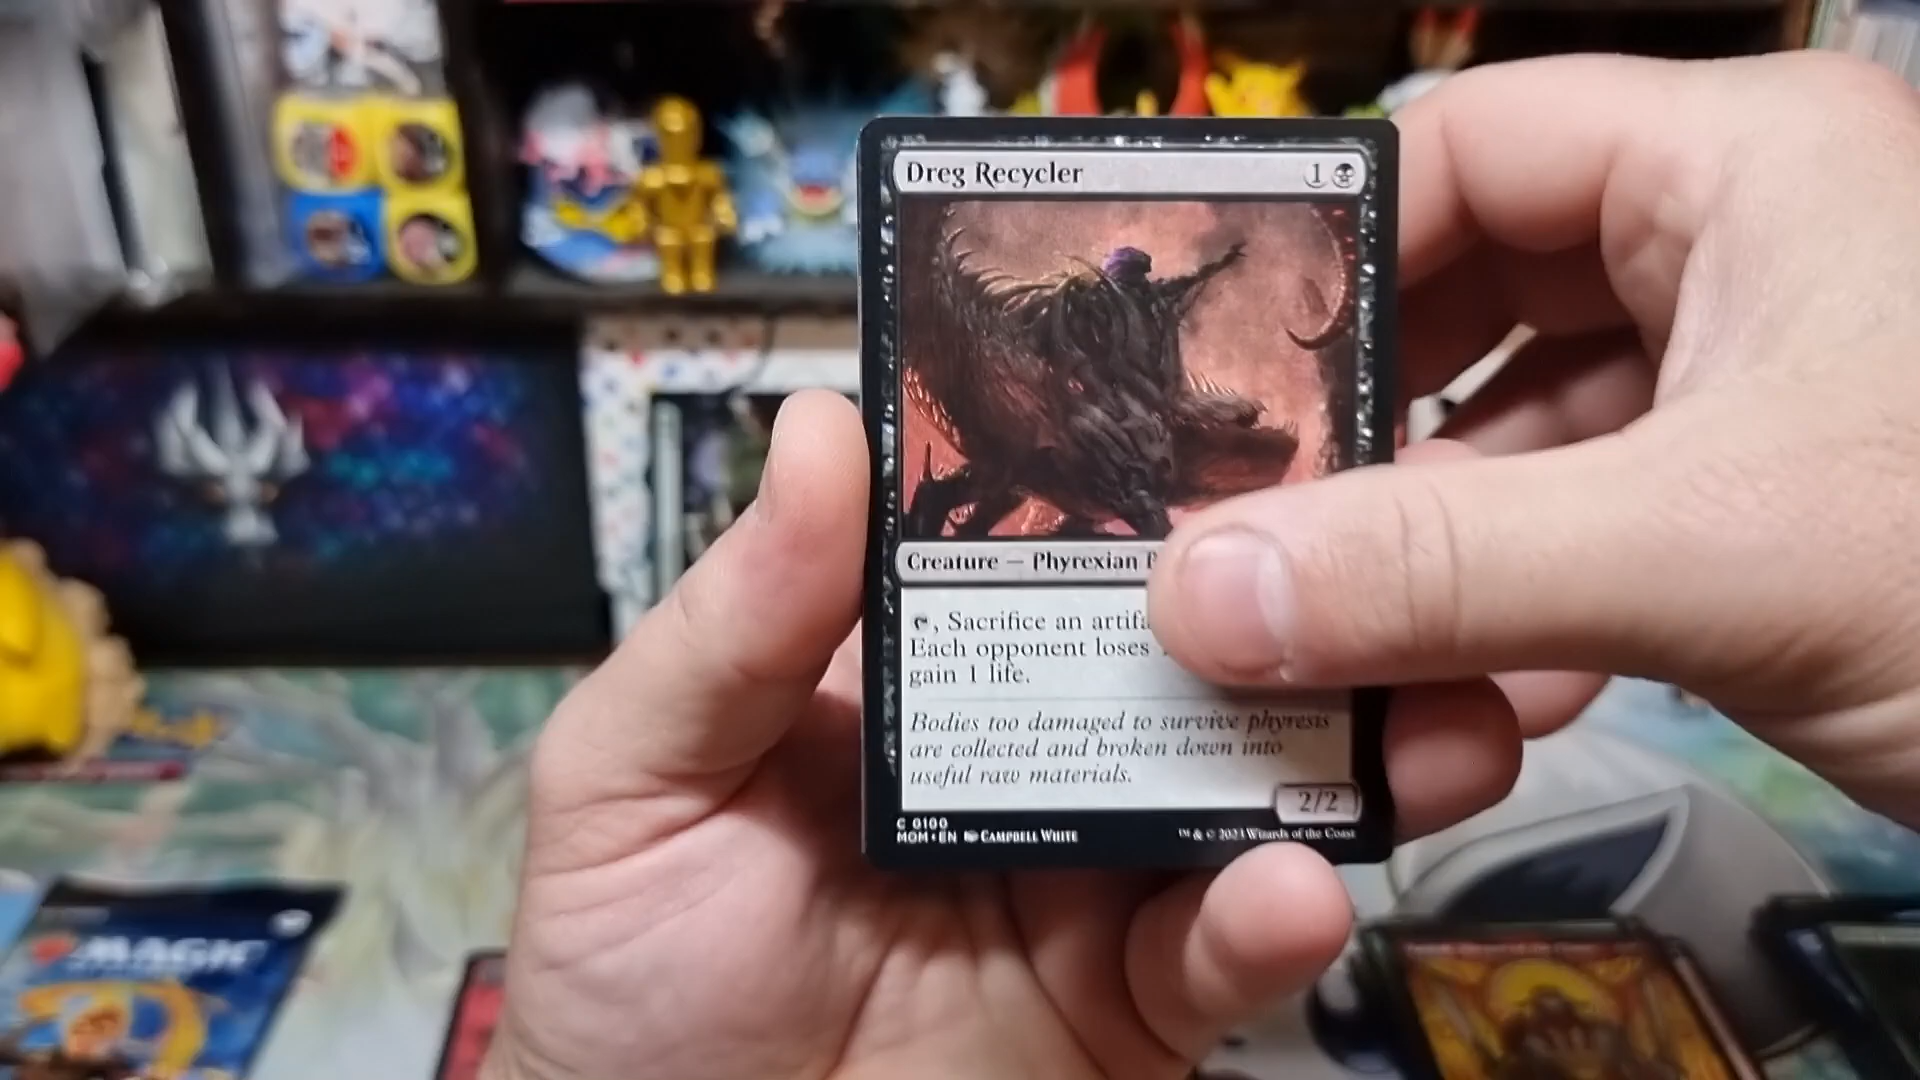 Dreg Recycler 1
Creature — Phyrexian
, Sacrifice an artifa
Each opponent loses
gain 1 life.
Bodies too damaged to survive phyresis
are collected and broken down into
useful raw materials.
2/2
C 0100
MOM • EN CAMPBELL WHITE
™ & © 2023 Wizards of the Coast
MAGIC